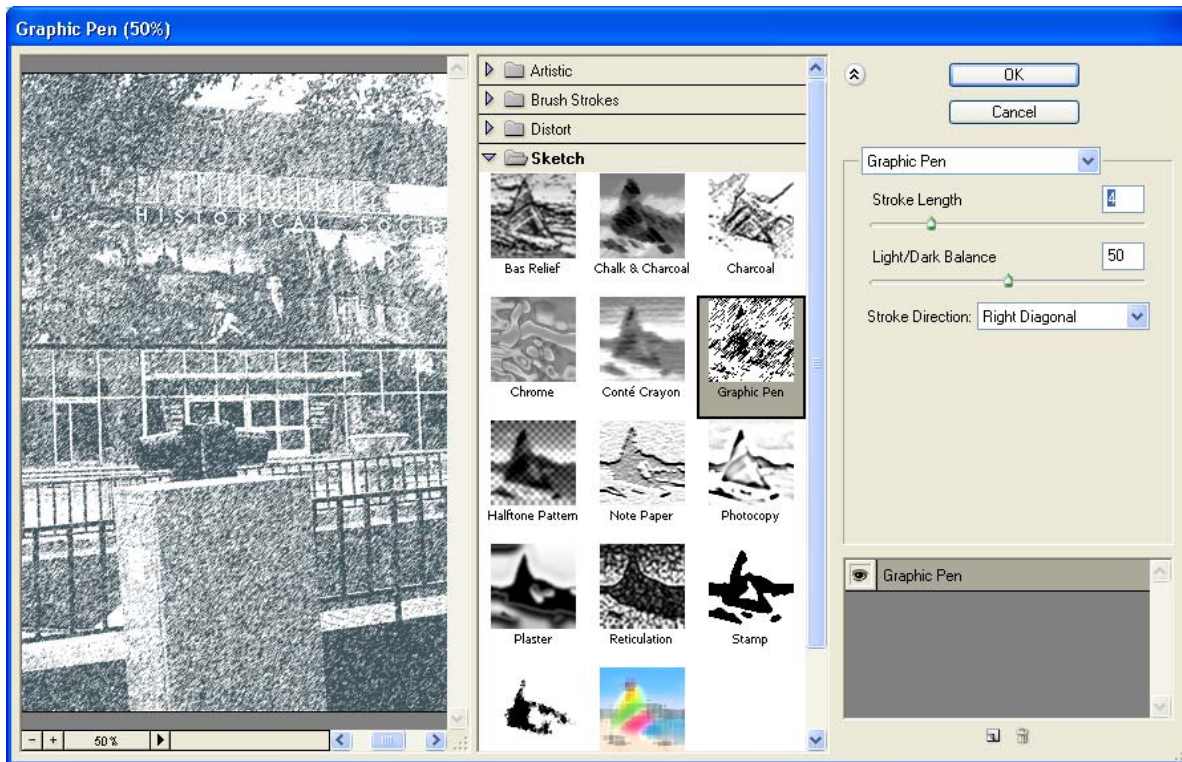 Graphic Pen (50%)
Artistic
Brush Strokes
Distort
Sketch
Bas Relief
Chalk & Charcoal
Charcoal
Chrome
Conté Crayon
Graphic Pen
Halftone Pattern
Note Paper
Photocopy
Plaster
Reticulation
Stamp
HISTORICAL
50%
OK
Cancel
Graphic Pen
Stroke Length
4
Light/Dark Balance
50
Stroke Direction: Right Diagonal
Graphic Pen